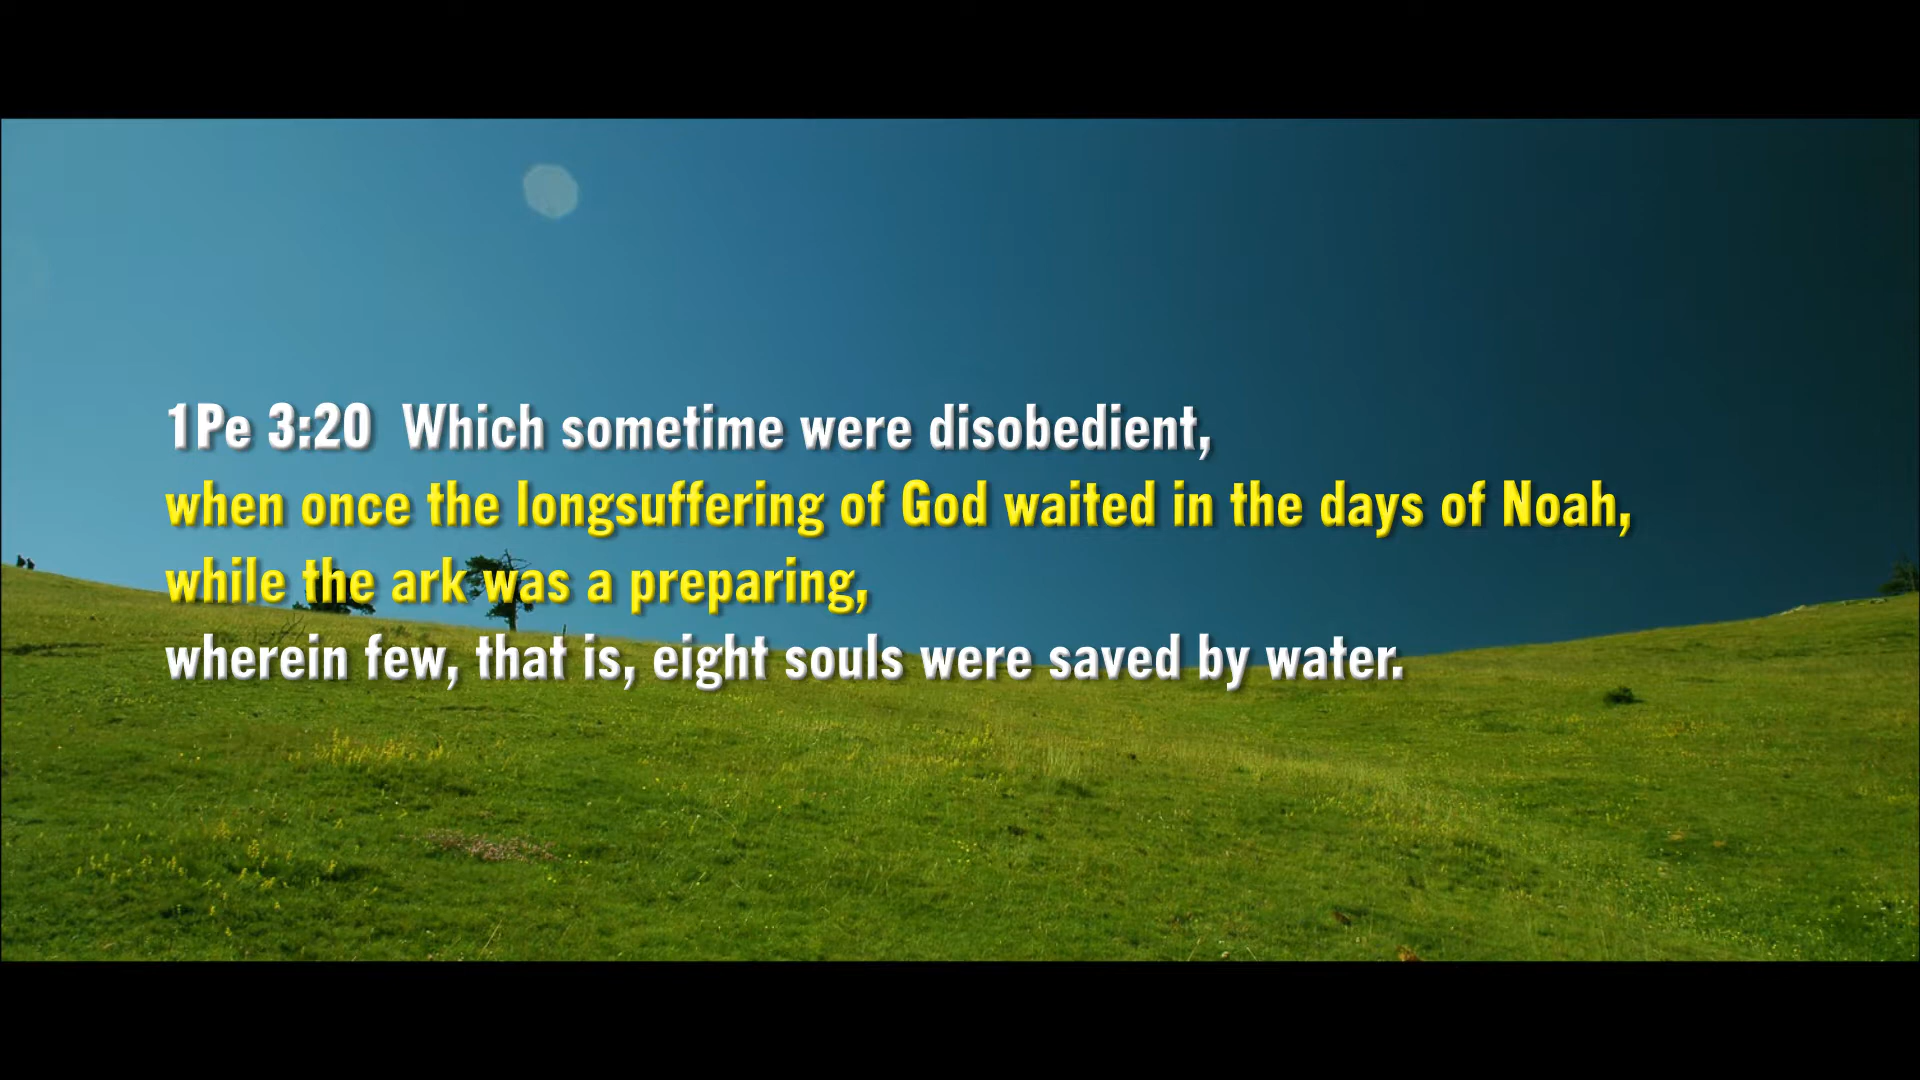 1Pe 3:20  Which sometime were disobedient,
when once the longsuffering of God waited in the days of Noah,
while the ark was a preparing,
wherein few, that is, eight souls were saved by water.